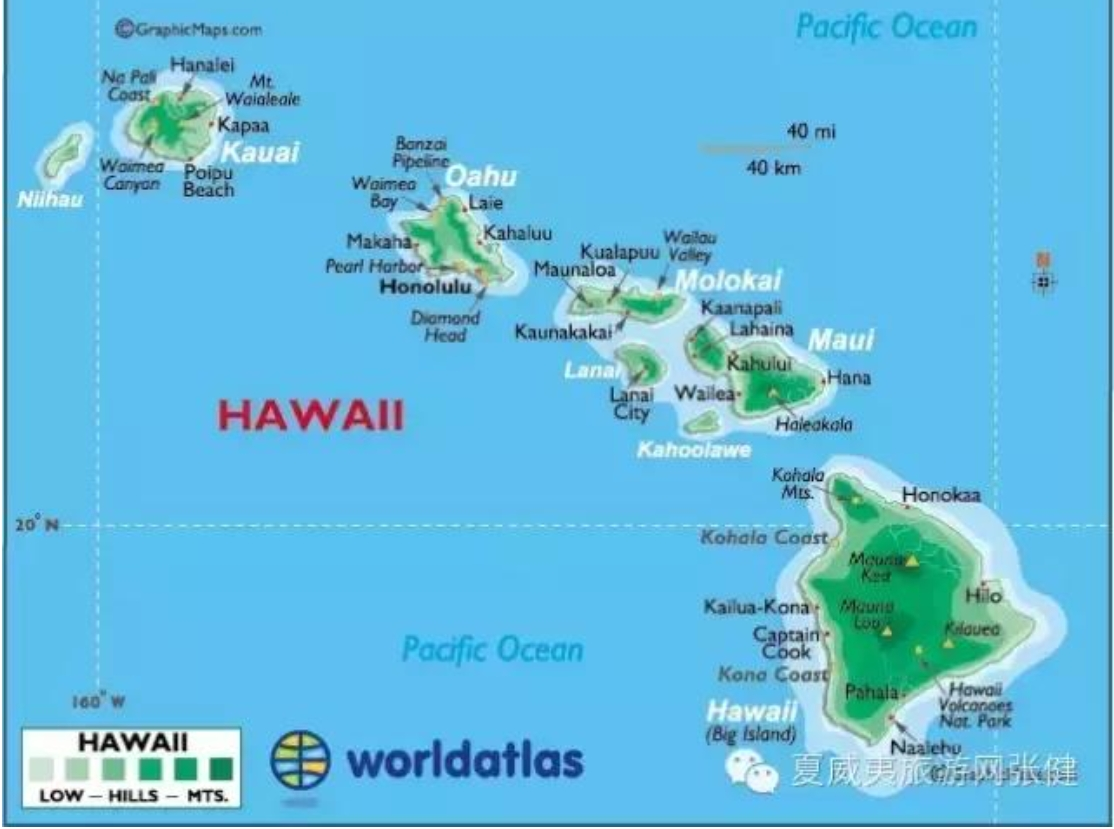 ©GraphicMaps.com
Pacific Ocean
Hanalei
Na Pali
Coast
Mt.
Waialeale
Kapaa
Kauai
Waimea
Canyon
Poipu
Beach
Niihau
40 mi
40 km
Banzai
Pipeline
Oahu
Waimea
Bay
Laie
Kahaluu
Makaha
Pearl Harbor
Honolulu
Diamond
Head
Kualapuu
Wailau
Valley
Maunaloa
Molokai
Kaunakakai
Kaanapali
Lahaina
Maui
Lanai
Kahului
Hana
Lanai
City
Wailea
Haleakala
Kahoolawe
N
HAWAII
Kohala
Mts.
Honokaa
20° N
Kohala Coast
Mauna
Kea
Hilo
Kailua-Kona
Mauna
Loa
Kilauea
Captain
Cook
Kona Coast
Pacific Ocean
Pahala
Hawaii
Volcanoes
Nat. Park
Hawaii
(Big Island)
Naalehu
160° W
HAWAII
LOW – HILLS – MTS.
worldatlas
夏威夷旅游网张健